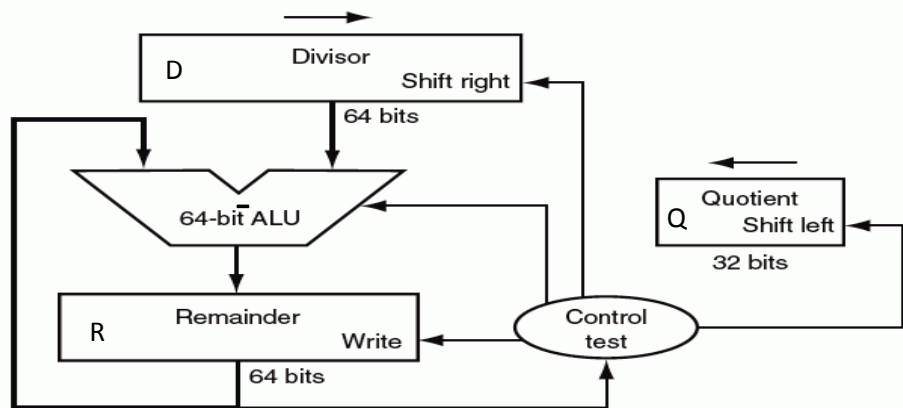 D
Divisor
Shift right
64 bits
64-bit ALU
Q
Quotient
Shift left
32 bits
R
Remainder
Write
64 bits
Control
test